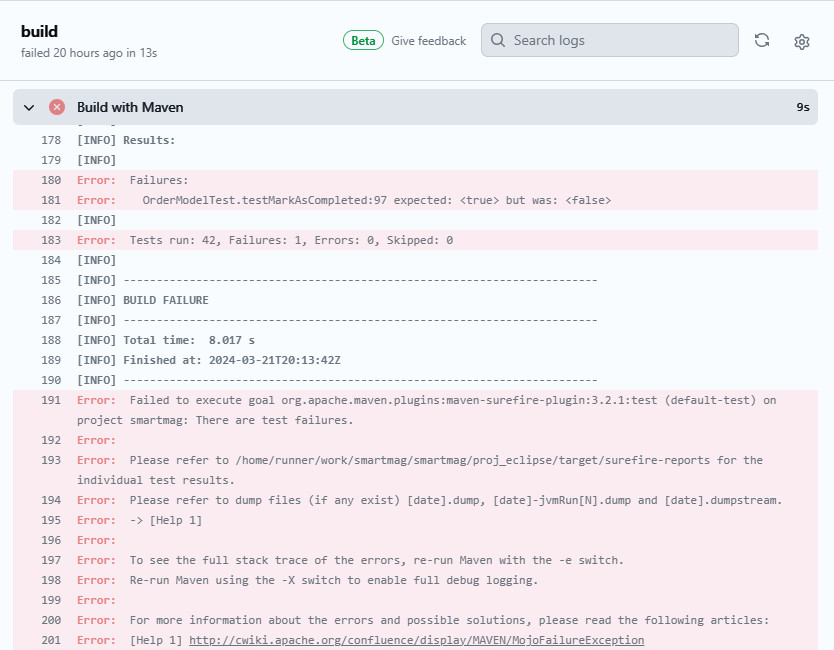 build
failed 20 hours ago in 13s
Beta Give feedback
Search logs
Build with Maven 9s
178 [INFO] Results:
179 [INFO]
180 Error: Failures:
181 Error: OrderModelTest.testMarkAsCompleted:97 expected: <true> but was: <false>
182 [INFO]
183 Error: Tests run: 42, Failures: 1, Errors: 0, Skipped: 0
184 [INFO]
185 [INFO] ------------------------------------------------------------------------
186 [INFO] BUILD FAILURE
187 [INFO] ------------------------------------------------------------------------
188 [INFO] Total time:  8.017 s
189 [INFO] Finished at: 2024-03-21T20:13:42Z
190 [INFO] ------------------------------------------------------------------------
191 Error: Failed to execute goal org.apache.maven.plugins:maven-surefire-plugin:3.2.1:test (default-test) on
project smartmag: There are test failures.
192 Error:
193 Error: Please refer to /home/runner/work/smartmag/smartmag/proj_eclipse/target/surefire-reports for the
individual test results.
194 Error: Please refer to dump files (if any exist) [date].dump, [date]-jvmRun[N].dump and [date].dumpstream.
195 Error: -> [Help 1]
196 Error:
197 Error: To see the full stack trace of the errors, re-run Maven with the -e switch.
198 Error: Re-run Maven using the -X switch to enable full debug logging.
199 Error:
200 Error: For more information about the errors and possible solutions, please read the following articles:
201 Error: [Help 1] http://cwiki.apache.org/confluence/display/MAVEN/MojoFailureException